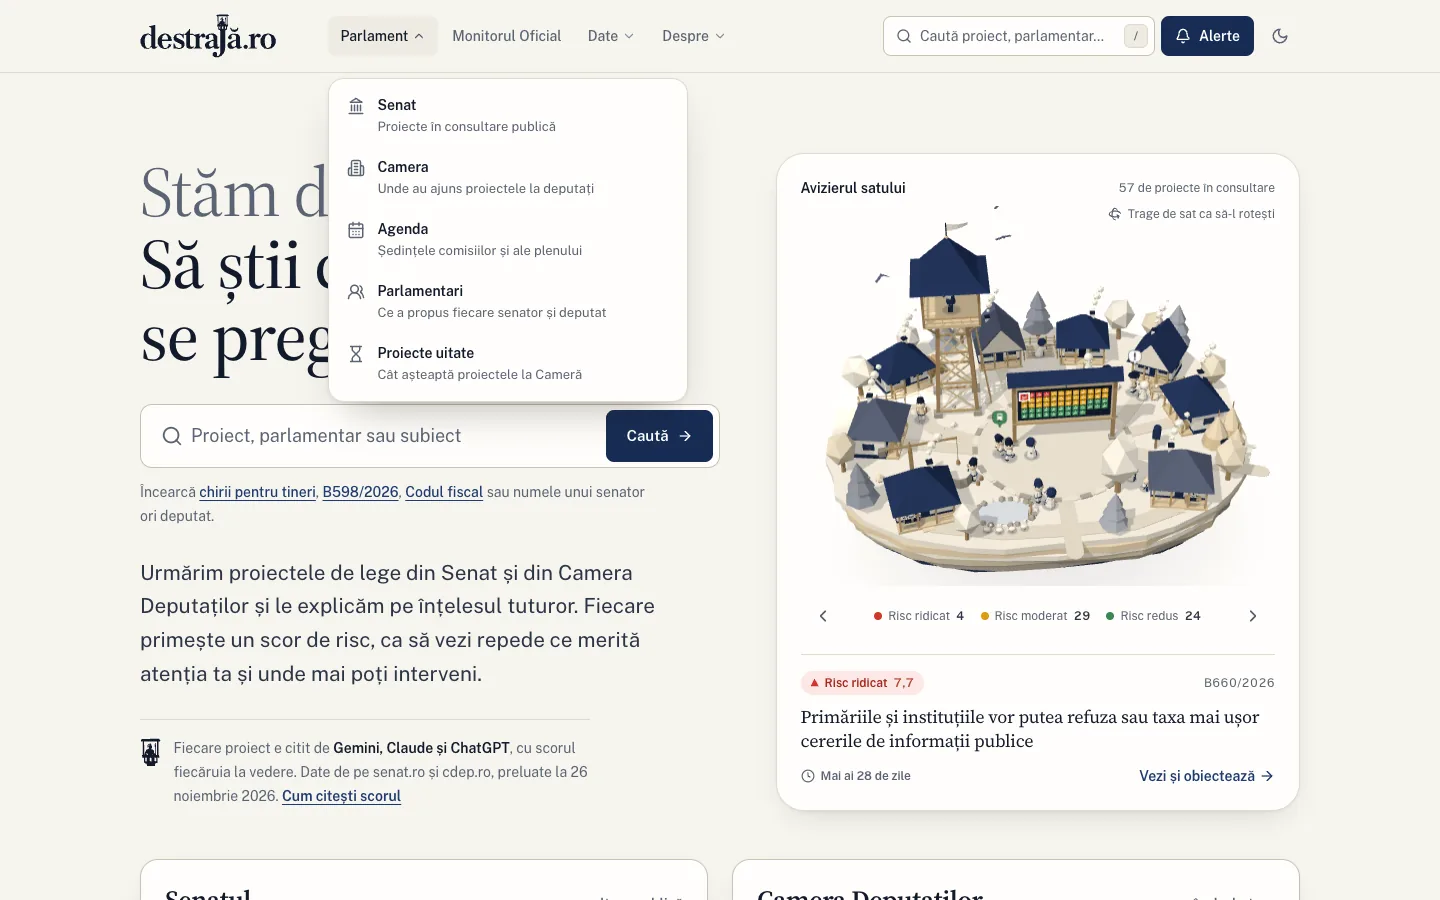 destrajă.ro
Parlament
Monitorul Oficial
Date
Despre
Caută proiect, parlamentar...
/
Alerte
Senat
Proiecte în consultare publică
Camera
Unde au ajuns proiectele la deputați
Agenda
Ședințele comisiilor și ale plenului
Parlamentari
Ce a propus fiecare senator și deputat
Proiecte uitate
Cât așteaptă proiectele la Cameră
Stăm d
Să știi
se preg
Proiect, parlamentar sau subiect
Caută
Încearcă chirii pentru tineri, B598/2026, Codul fiscal sau numele unui senator
ori deputat.
Urmărim proiectele de lege din Senat și din Camera
Deputaților și le explicăm pe înțelesul tuturor. Fiecare
primește un scor de risc, ca să vezi repede ce merită
atenția ta și unde mai poți interveni.
Fiecare proiect e citit de Gemini, Claude și ChatGPT, cu scorul
fiecăruia la vedere. Date de pe senat.ro și cdep.ro, preluate la 26
noiembrie 2026. Cum citești scorul
Avizierul satului
57 de proiecte în consultare
Trage de sat ca să-l rotești
Risc ridicat 4
Risc moderat 29
Risc redus 24
Risc ridicat 7,7
B660/2026
Primăriile și instituțiile vor putea refuza sau taxa mai ușor
cererile de informații publice
Mai ai 28 de zile
Vezi și obiectează
Senatul
Camera Deputaților